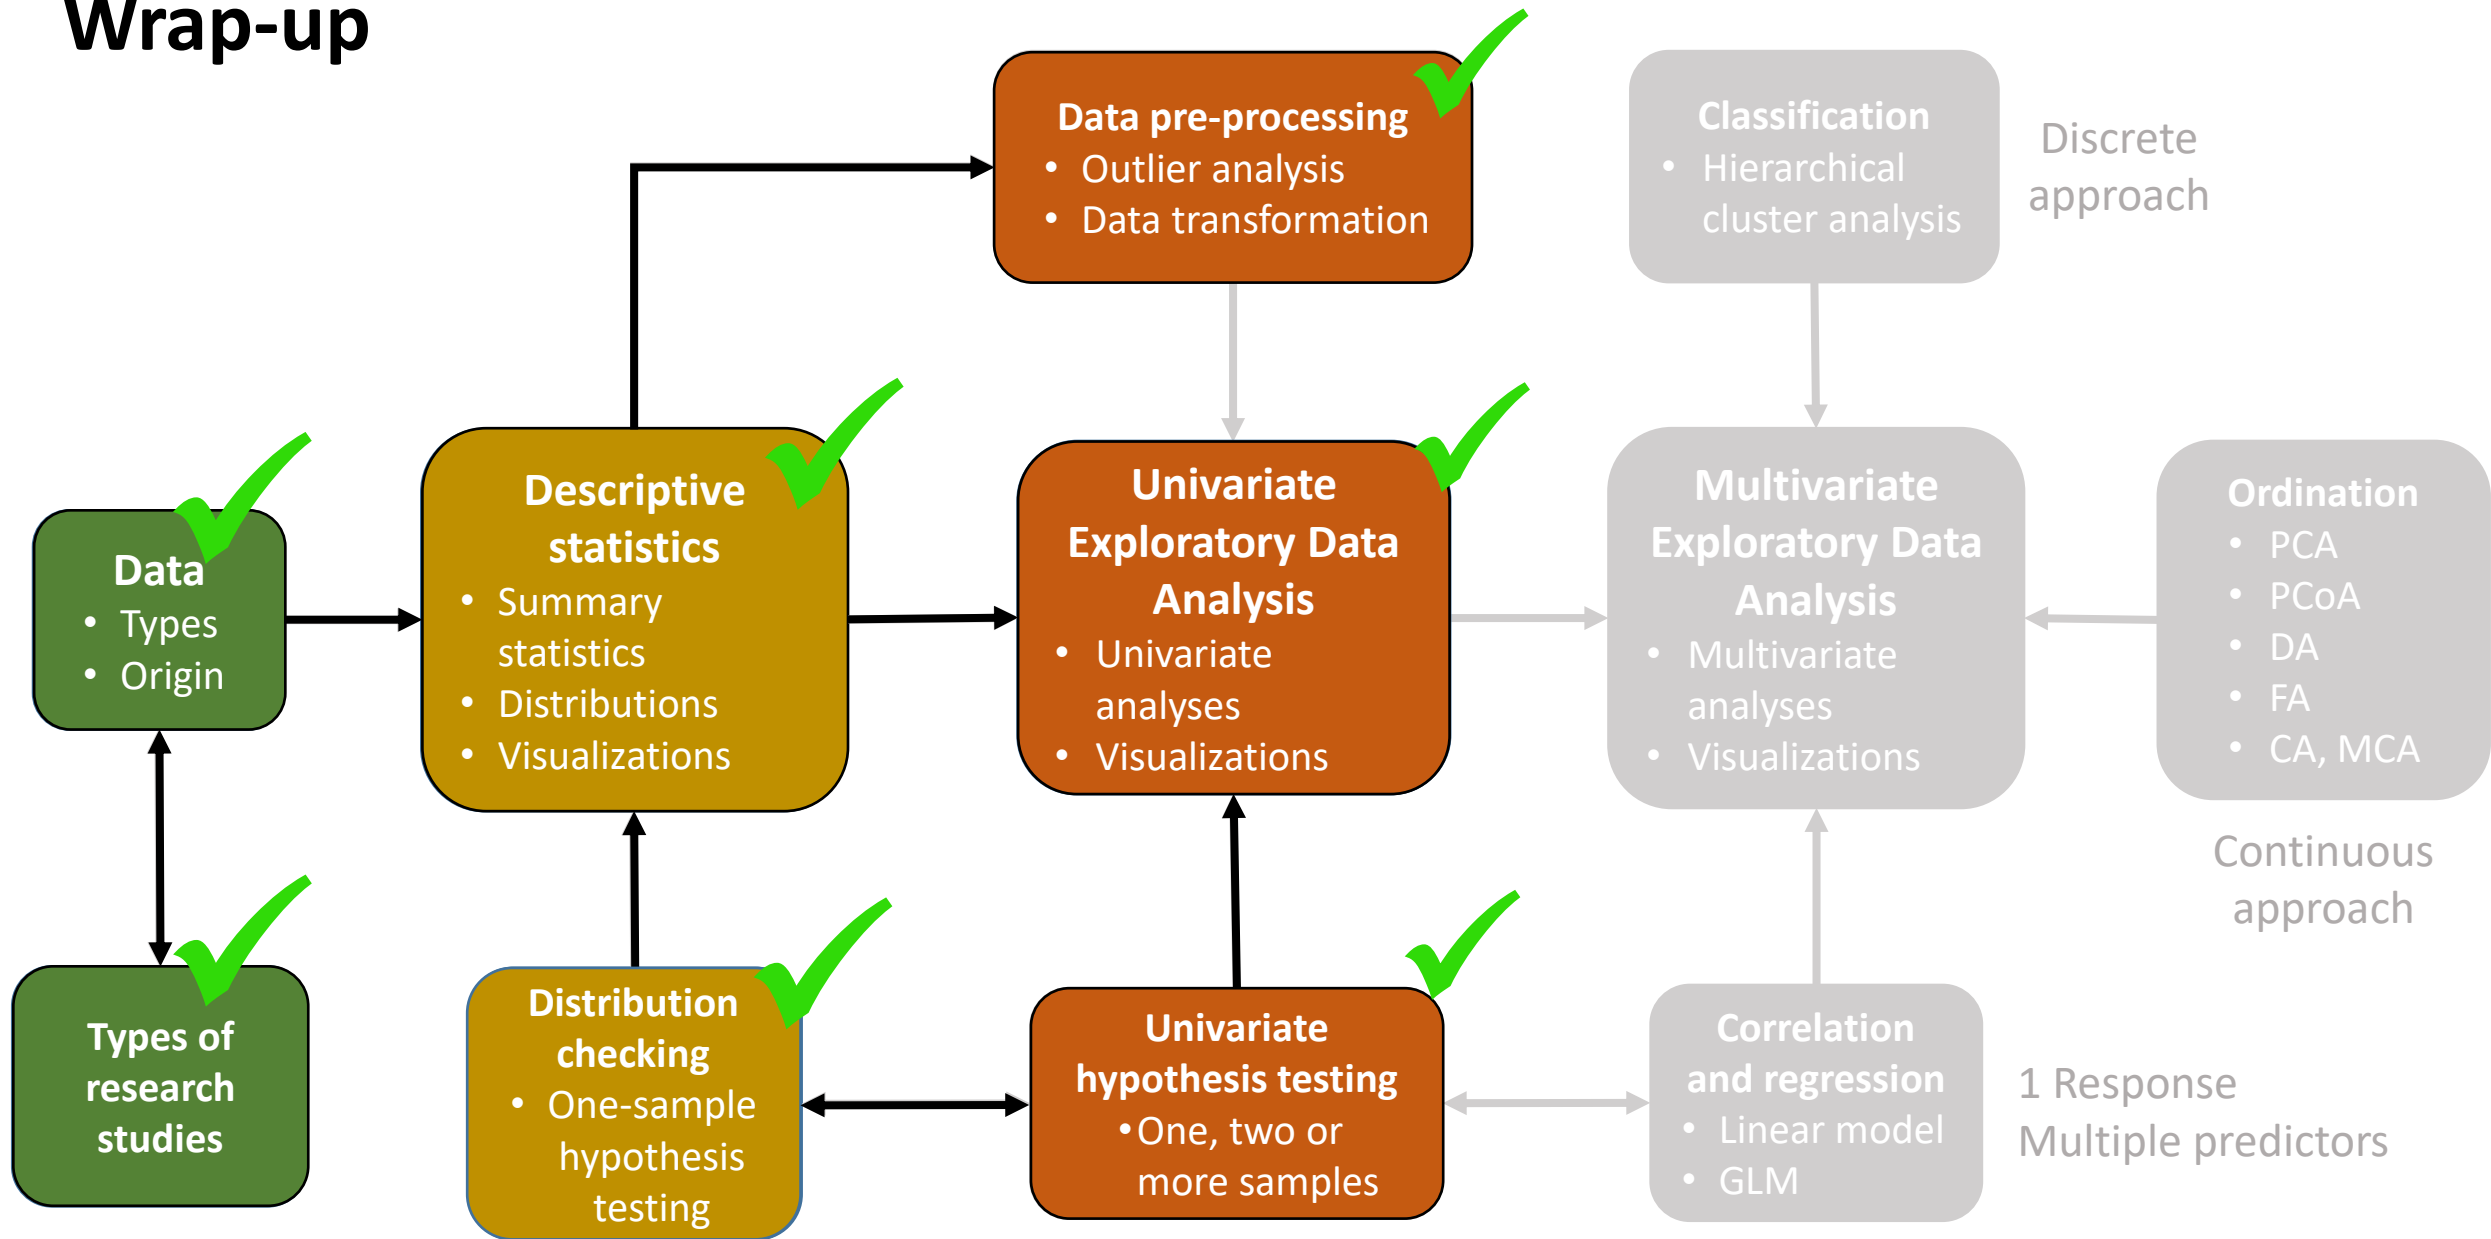 Wrap-up
Data pre-processing
• Outlier analysis
• Data transformation
Classification
• Hierarchical
cluster analysis
Discrete
approach
Data
• Types
• Origin
Descriptive
statistics
• Summary
statistics
• Distributions
• Visualizations
Univariate
Exploratory Data
Analysis
• Univariate
analyses
• Visualizations
Multivariate
Exploratory Data
Analysis
• Multivariate
analyses
• Visualizations
Ordination
• PCA
• PCoA
• DA
• FA
• CA, MCA
Continuous
approach
Types of
research
studies
Distribution
checking
• One-sample
hypothesis
testing
Univariate
hypothesis testing
• One, two or
more samples
Correlation
and regression
• Linear model
• GLM
1 Response
Multiple predictors